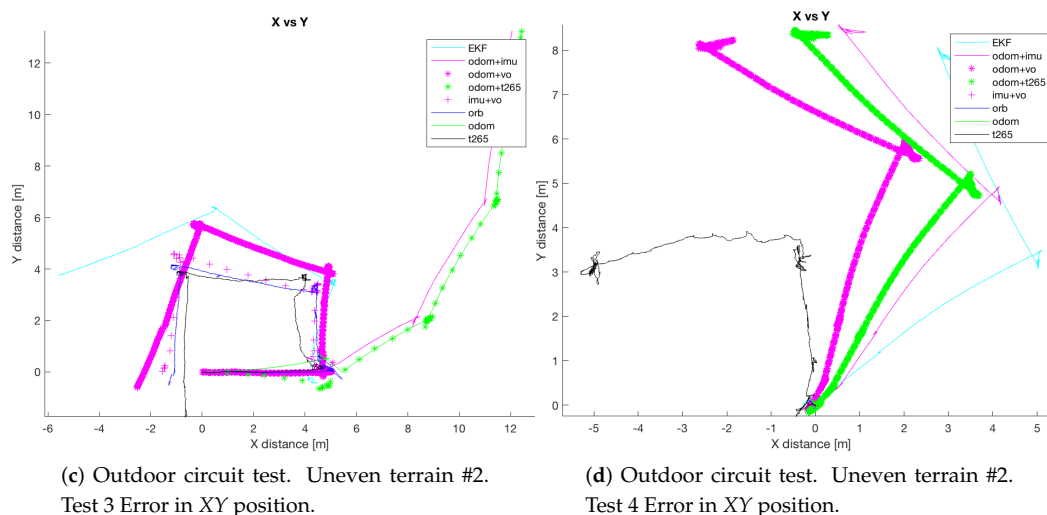 X vs Y
12
10
8
6
4
2
0
Y distance [m]
-6
-4
-2
0
2
4
6
8
10
12
X distance [m]
EKF
odom+imu
odom+vo
odom+t265
imu+vo
orb
odom
t265
(c) Outdoor circuit test. Uneven terrain #2.
Test 3 Error in XY position.
X vs Y
8
7
6
5
4
3
2
1
0
Y distance [m]
-5
-4
-3
-2
-1
0
1
2
3
4
5
X distance [m]
EKF
odom+imu
odom+vo
odom+t265
imu+vo
orb
odom
t265
(d) Outdoor circuit test. Uneven terrain #2.
Test 4 Error in XY position.